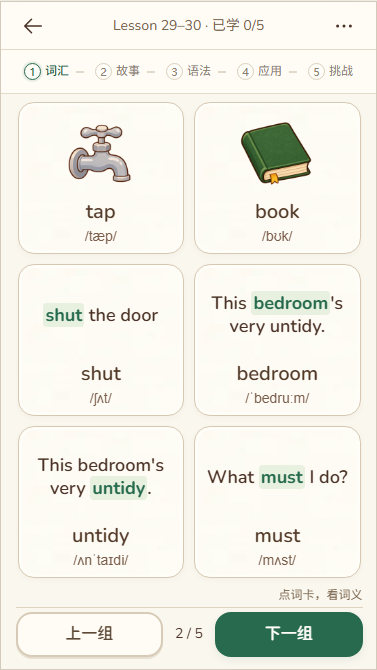 Lesson 29–30 · 已学 0/5
1 词汇 – 2 故事 – 3 语法 – 4 应用 – 5 挑战
tap
/tæp/
book
/bʊk/
shut the door
shut
/ʃʌt/
This bedroom's
very untidy.
bedroom
/ˈbedruːm/
This bedroom's
very untidy.
untidy
/ʌnˈtaɪdi/
What must I do?
must
/mʌst/
点词卡，看词义
上一组
2 / 5
下一组